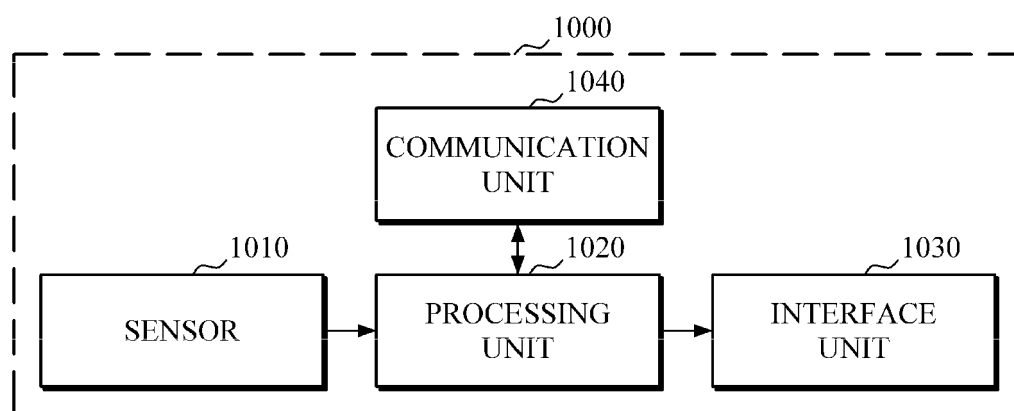 1000
1040
COMMUNICATION
UNIT
1010
SENSOR
1020
PROCESSING
UNIT
1030
INTERFACE
UNIT